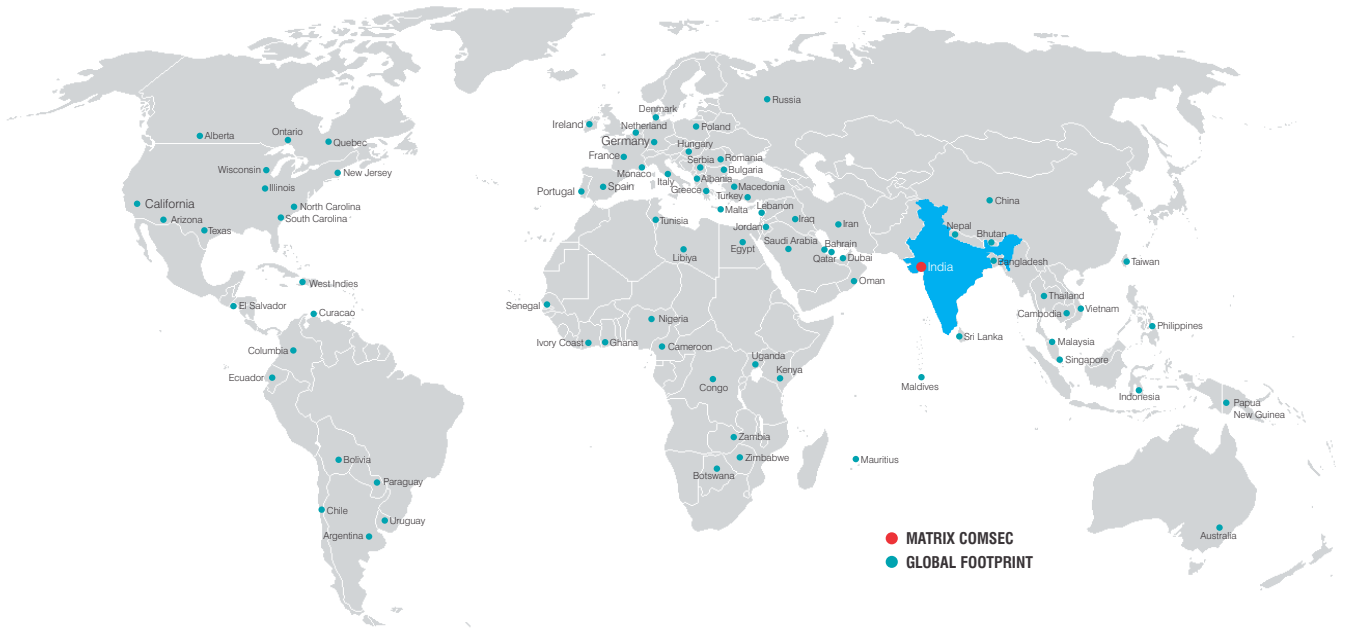 Russia
Denmark
Ireland
Netherland
Poland
Germany
Hungary
France
Serbia
Romania
Monaco
Bulgaria
Italy
Albania
Greece
Macedonia
Portugal
Spain
Turkey
Malta
Lebanon
Tunisia
Jordan
Iraq
Iran
Libiya
Egypt
Saudi Arabia
Bahrain
Qatar
Dubai
Oman
Alberta
Ontario
Quebec
Wisconsin
New Jersey
Illinois
California
North Carolina
Arizona
South Carolina
Texas
West Indies
El Salvador
Curacao
Columbia
Ecuador
Bolivia
Paraguay
Chile
Uruguay
Argentina
Senegal
Nigeria
Ivory Coast
Ghana
Cameroon
Uganda
Kenya
Congo
Zambia
Zimbabwe
Botswana
Mauritius
China
Nepal
Bhutan
India
Bangladesh
Taiwan
Thailand
Cambodia
Vietnam
Philippines
Sri Lanka
Malaysia
Singapore
Maldives
Indonesia
Papua
New Guinea
Australia
MATRIX COMSEC
GLOBAL FOOTPRINT